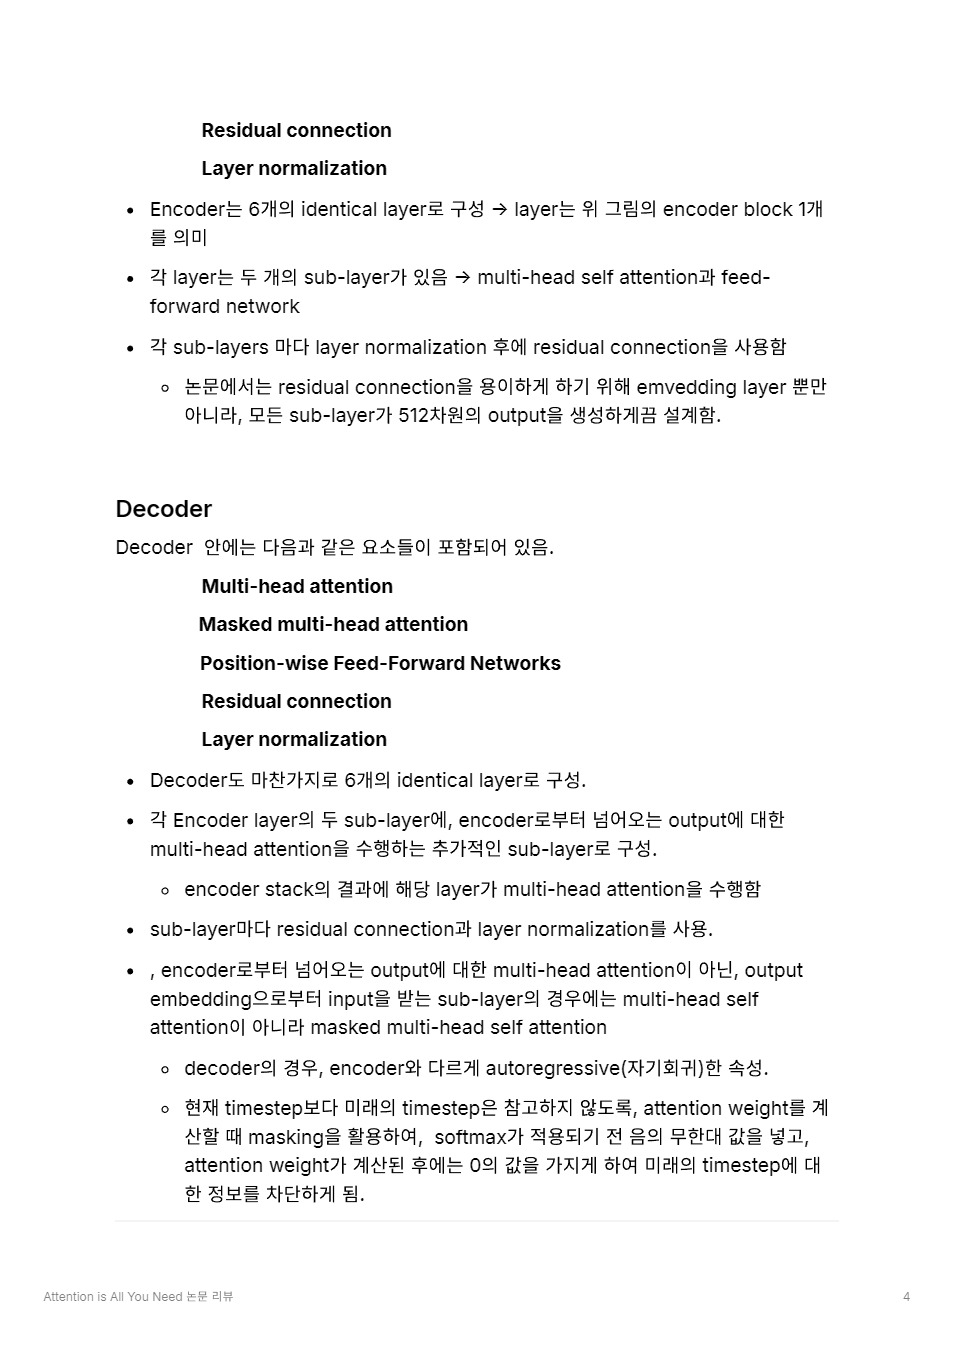 Residual connection
Layer normalization
• Encoder는 6개의 identical layer로 구성 → layer는 위 그림의 encoder block 1개
를 의미
• 각 layer는 두 개의 sub-layer가 있음 → multi-head self attention과 feed-
forward network
• 각 sub-layers 마다 layer normalization 후에 residual connection을 사용함
◦ 논문에서는 residual connection을 용이하게 하기 위해 emvedding layer 뿐만
아니라, 모든 sub-layer가 512차원의 output을 생성하게끔 설계함.
Decoder
Decoder 안에는 다음과 같은 요소들이 포함되어 있음.
Multi-head attention
Masked multi-head attention
Position-wise Feed-Forward Networks
Residual connection
Layer normalization
• Decoder도 마찬가지로 6개의 identical layer로 구성.
• 각 Encoder layer의 두 sub-layer에, encoder로부터 넘어오는 output에 대한
multi-head attention을 수행하는 추가적인 sub-layer로 구성.
◦ encoder stack의 결과에 해당 layer가 multi-head attention을 수행함
• sub-layer마다 residual connection과 layer normalization를 사용.
• , encoder로부터 넘어오는 output에 대한 multi-head attention이 아닌, output
embedding으로부터 input을 받는 sub-layer의 경우에는 multi-head self
attention이 아니라 masked multi-head self attention
◦ decoder의 경우, encoder와 다르게 autoregressive(자기회귀)한 속성.
◦ 현재 timestep보다 미래의 timestep은 참고하지 않도록, attention weight를 계
산할 때 masking을 활용하여, softmax가 적용되기 전 음의 무한대 값을 넣고,
attention weight가 계산된 후에는 0의 값을 가지게 하여 미래의 timestep에 대
한 정보를 차단하게 됨.
Attention is All You Need 논문 리뷰
4